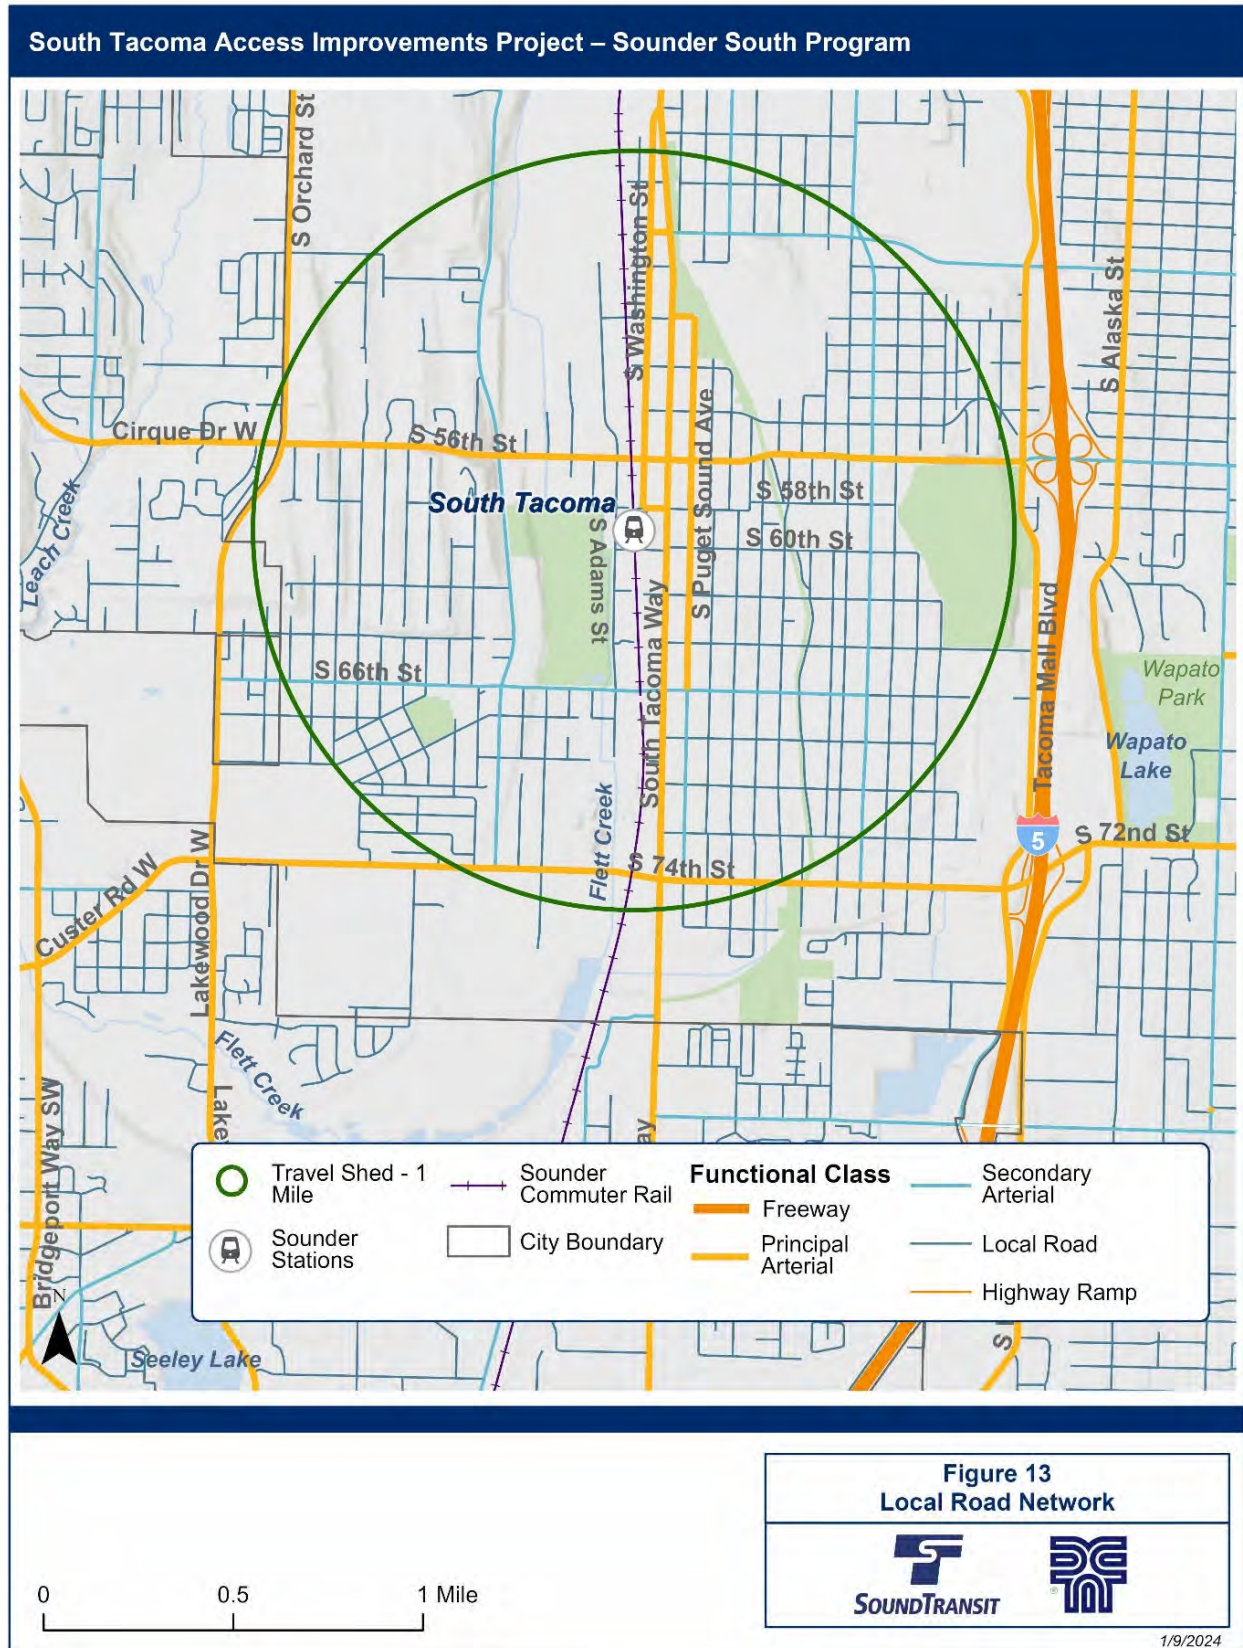 South Tacoma Access Improvements Project – Sounder South Program
S Orchard St
S Washington St
S Alaska St
Cirque Dr W
S 56th St
S Puget Sound Ave
S 58th St
South Tacoma
S 60th St
S Adams St
Leach Creek
South Tacoma Way
Tacoma Mall Blvd
S 66th St
Wapato
Park
Wapato
Lake
Flett Creek
5
S 72nd St
S 74th St
Custer Rd W
Lakewood Dr W
Flett Creek
Bridgeport Way SW
Lakew
ay
Travel Shed - 1
Mile
Sounder
Stations
Sounder
Commuter Rail
City Boundary
Functional Class
Freeway
Principal
Arterial
Secondary
Arterial
Local Road
Highway Ramp
N
Seeley Lake
S
Figure 13
Local Road Network
SOUNDTRANSIT
®
0
0.5
1 Mile
1/9/2024